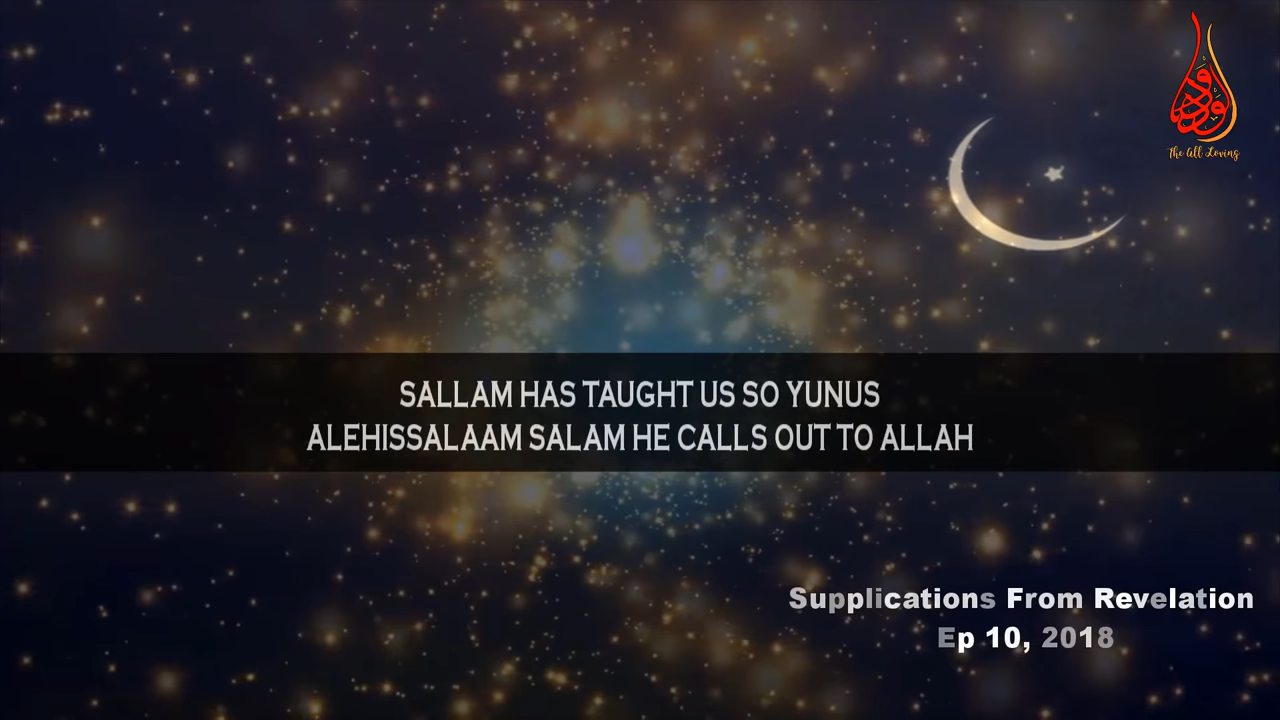 الودود
The All Loving
SALLAM HAS TAUGHT US SO YUNUS
ALEHISSALAAM SALAM HE CALLS OUT TO ALLAH
Supplications From Revelation
Ep 10, 2018